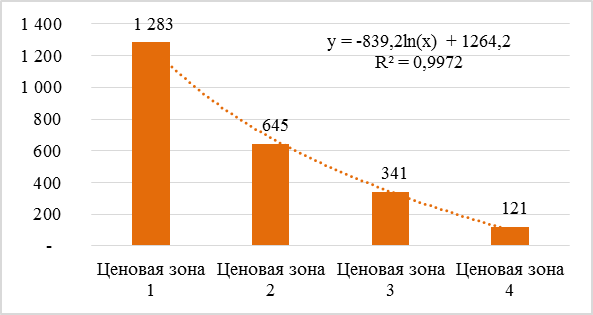 1 400
1 200
1 000
800
600
400
200
-
1 283
645
341
121
y = -839,2ln(x) + 1264,2
R² = 0,9972
Ценовая зона 1
Ценовая зона 2
Ценовая зона 3
Ценовая зона 4